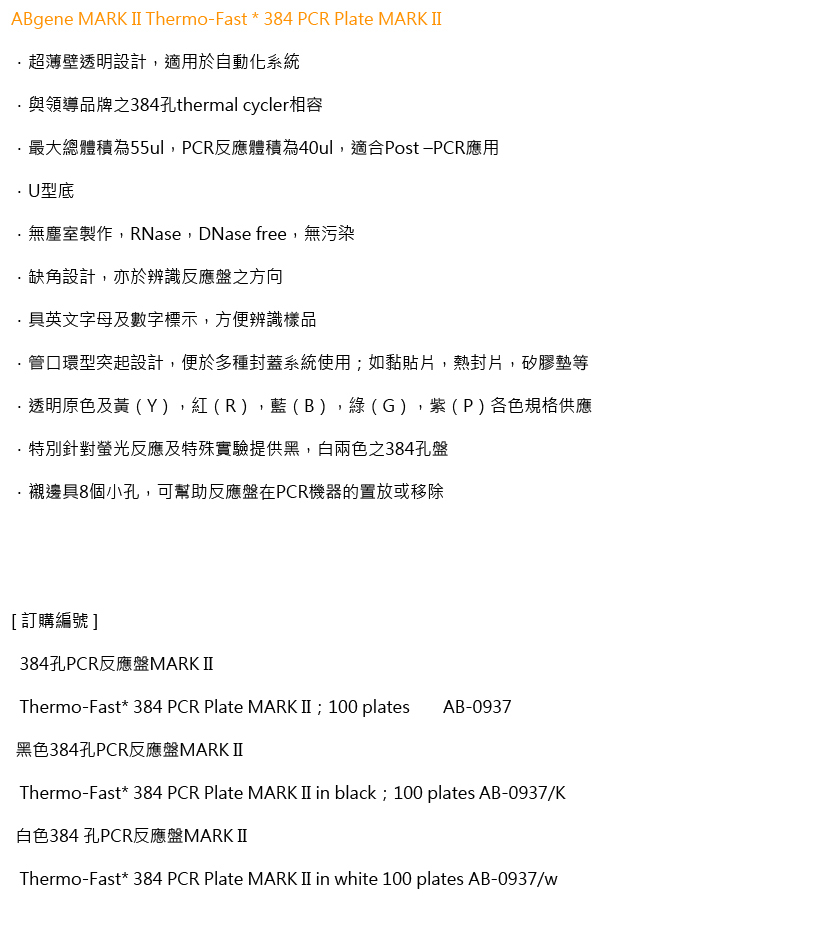 ABgene MARK II Thermo-Fast * 384 PCR Plate MARK II
．超薄壁透明設計，適用於自動化系統
．與領導品牌之384孔thermal cycler相容
．最大總體積為55ul，PCR反應體積為40ul，適合Post –PCR應用
．U型底
．無塵室製作，RNase，DNase free，無污染
．缺角設計，亦於辨識反應盤之方向
．具英文字母及數字標示，方便辨識樣品
．管口環型突起設計，便於多種封蓋系統使用；如黏貼片，熱封片，矽膠墊等
．透明原色及黃（Y），紅（R），藍（B），綠（G），紫（P）各色規格供應
．特別針對螢光反應及特殊實驗提供黑，白兩色之384孔盤
．襯邊具8個小孔，可幫助反應盤在PCR機器的置放或移除
[ 訂購編號 ]
384孔PCR反應盤MARK II
Thermo-Fast* 384 PCR Plate MARK II；100 plates AB-0937
黑色384孔PCR反應盤MARK II
Thermo-Fast* 384 PCR Plate MARK II in black；100 plates AB-0937/K
白色384 孔PCR反應盤MARK II
Thermo-Fast* 384 PCR Plate MARK II in white 100 plates AB-0937/w